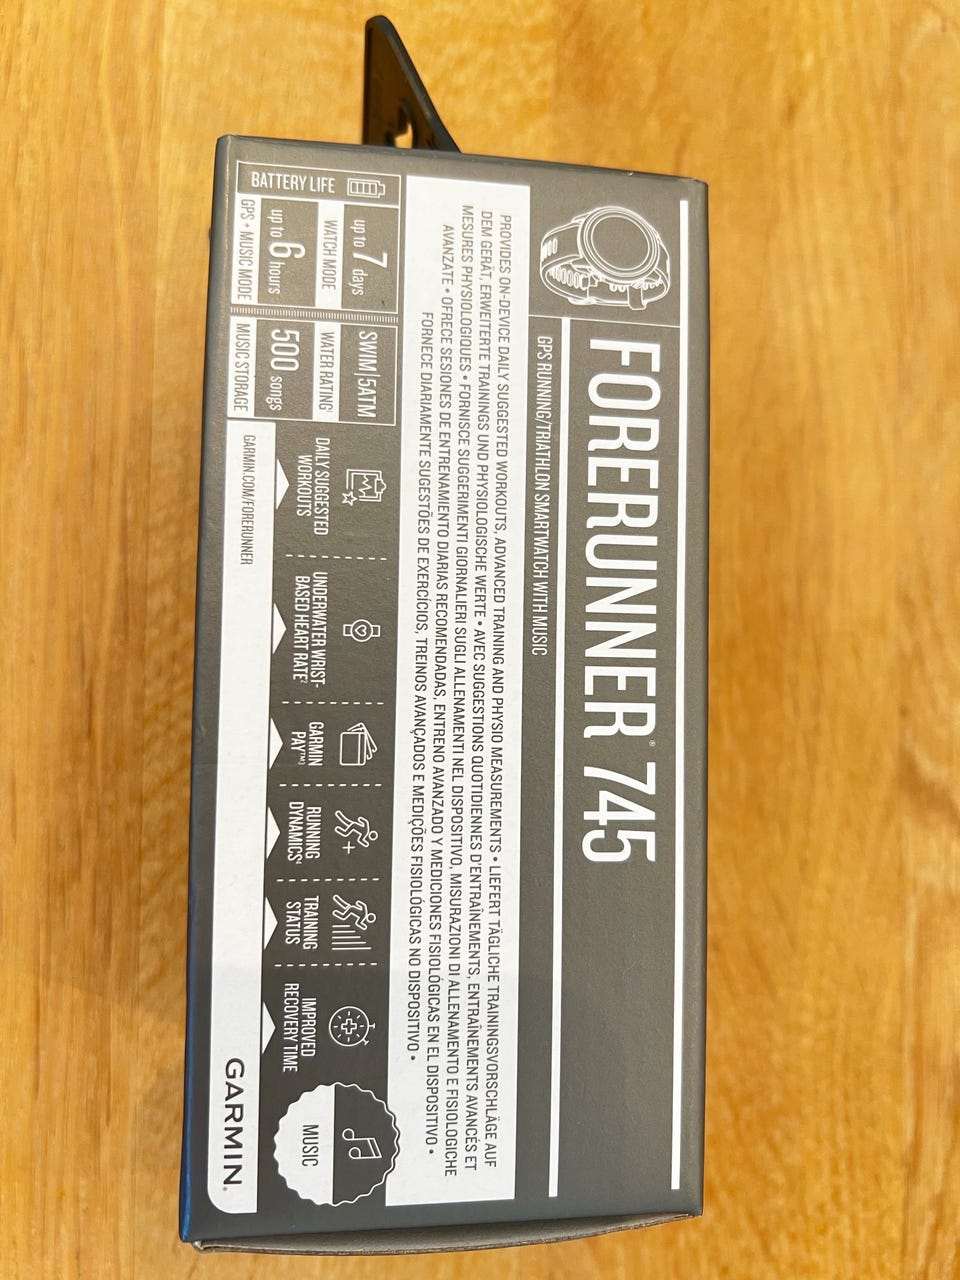 FORERUNNER® 745
GPS RUNNING/TRIATHLON SMARTWATCH WITH MUSIC
PROVIDES ON-DEVICE DAILY SUGGESTED WORKOUTS, ADVANCED TRAINING AND PHYSIO MEASUREMENTS • LIEFERT TÄGLICHE TRAININGSVORSCHLÄGE AUF
DEM GERÄT, ERWEITERTE TRAININGS UND PHYSIOLOGISCHE WERTE • AVEC SUGGESTIONS QUOTIDIENNES D'ENTRAÎNEMENTS, ENTRAÎNEMENTS AVANCÉS ET
MESURES PHYSIOLOGIQUES • FORNISCE SUGGERIMENTI GIORNALIERI SUGLI ALLENAMENTI NEL DISPOSITIVO, MISURAZIONI DI ALLENAMENTO E FISIOLOGICHE
AVANZATE • OFRECE SESIONES DE ENTRENAMIENTO DIARIAS RECOMENDADAS, ENTRENO AVANZADO Y MEDICIONES FISIOLÓGICAS EN EL DISPOSITIVO •
FORNECE DIARIAMENTE SUGESTÕES DE EXERCÍCIOS, TREINOS AVANÇADOS E MEDIÇÕES FISIOLÓGICAS NO DISPOSITIVO •
BATTERY LIFE
up to 7 days
WATCH MODE
up to 6 hours
GPS + MUSIC MODE
SWIM | 5ATM
WATER RATING¹
500 songs
MUSIC STORAGE
DAILY SUGGESTED
WORKOUTS
UNDERWATER WRIST-
BASED HEART RATE²
GARMIN
PAY™³
RUNNING
DYNAMICS⁴
TRAINING
STATUS
IMPROVED
RECOVERY TIME
MUSIC
GARMIN.COM/FORERUNNER
GARMIN®